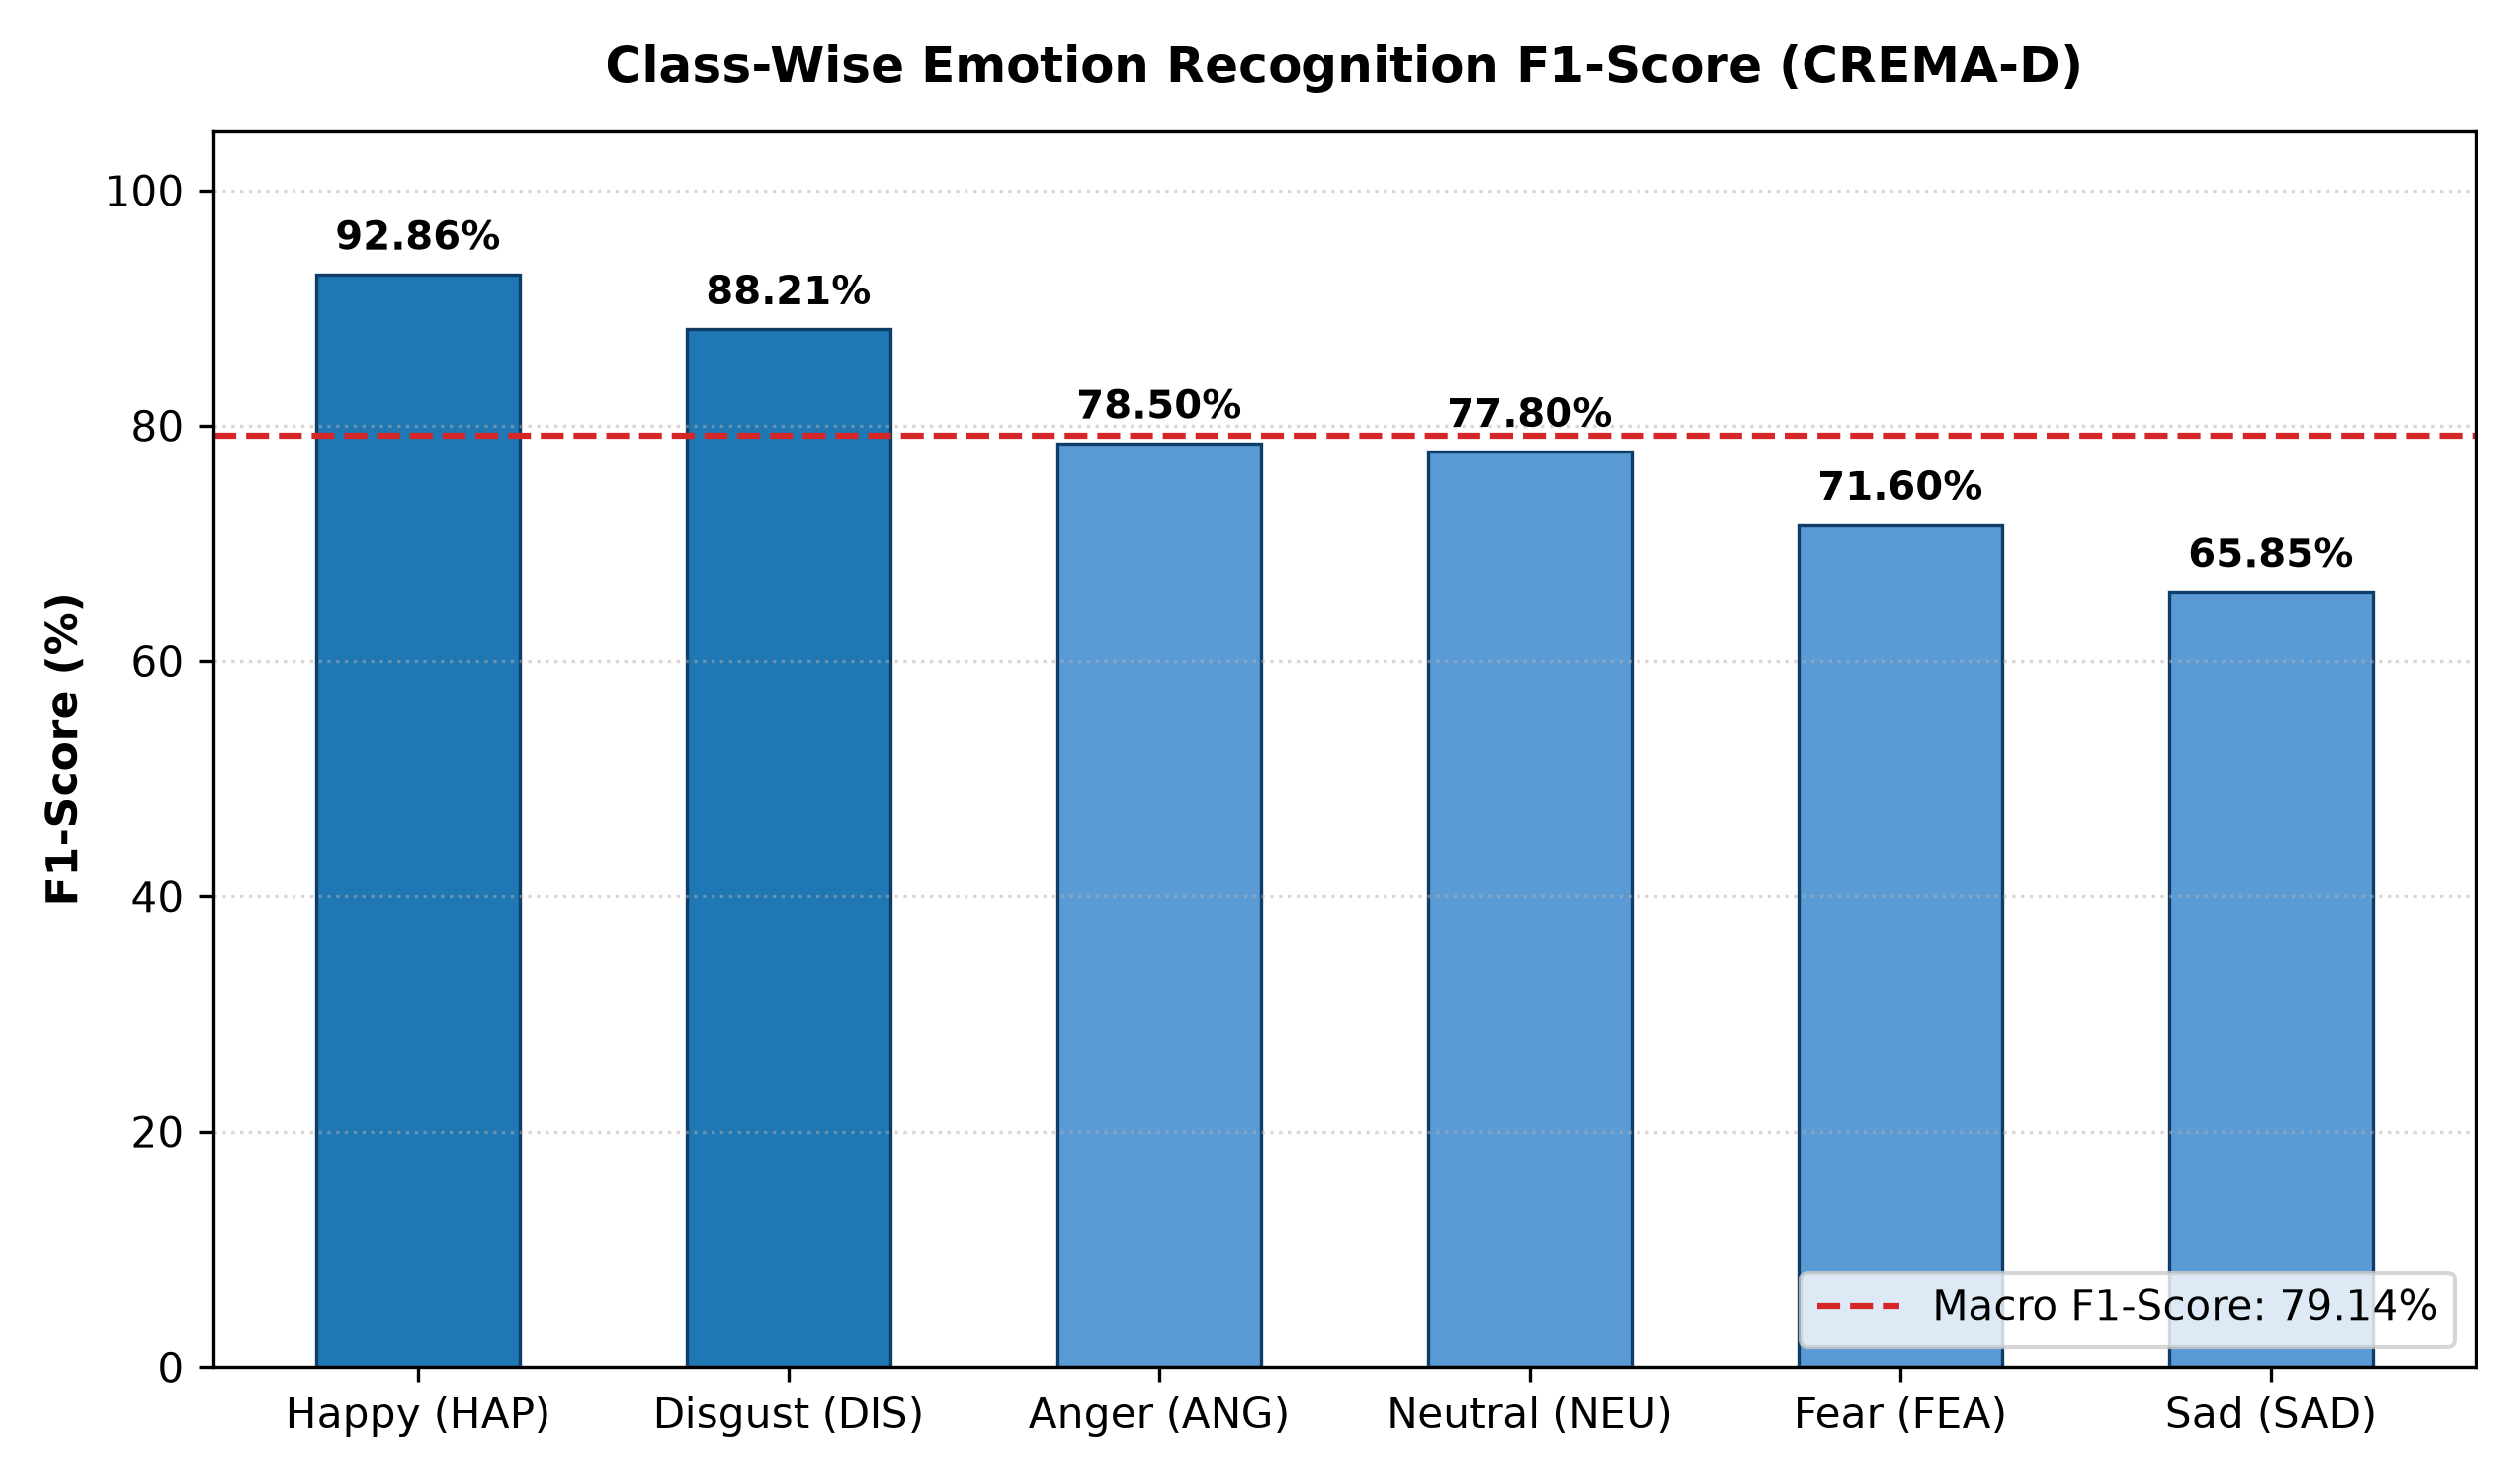 Class-Wise Emotion Recognition F1-Score (CREMA-D)
F1-Score (%)
100
80
60
40
20
0
92.86%
88.21%
78.50%
77.80%
71.60%
65.85%
Macro F1-Score: 79.14%
Happy (HAP)
Disgust (DIS)
Anger (ANG)
Neutral (NEU)
Fear (FEA)
Sad (SAD)